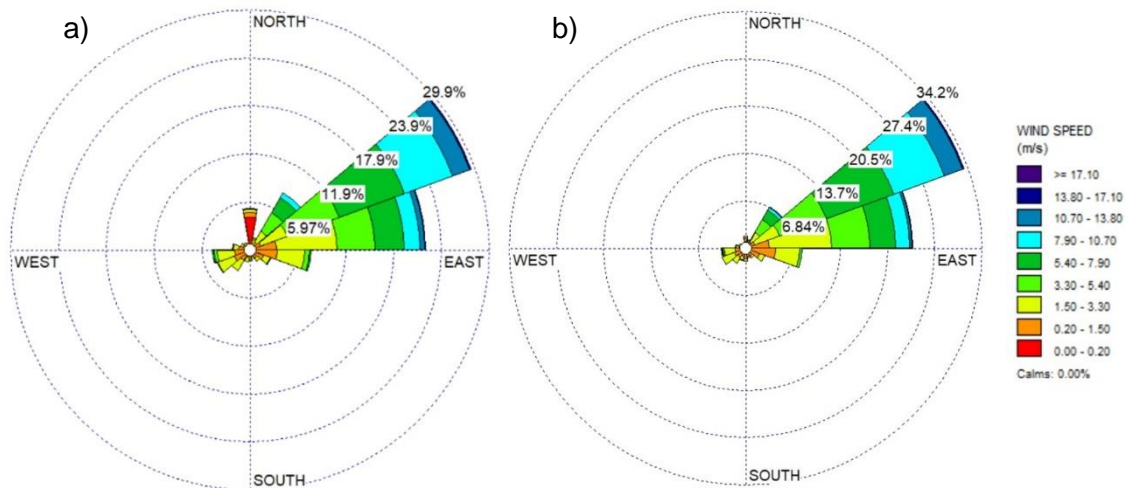 a)
NORTH
29.9%
23.9%
17.9%
11.9%
5.97%
WEST
EAST
SOUTH
b)
NORTH
34.2%
27.4%
20.5%
13.7%
6.84%
WEST
EAST
SOUTH
WIND SPEED
(m/s)
>= 17.10
13.80 - 17.10
10.70 - 13.80
7.90 - 10.70
5.40 - 7.90
3.30 - 5.40
1.50 - 3.30
0.20 - 1.50
0.00 - 0.20
Calms: 0.00%